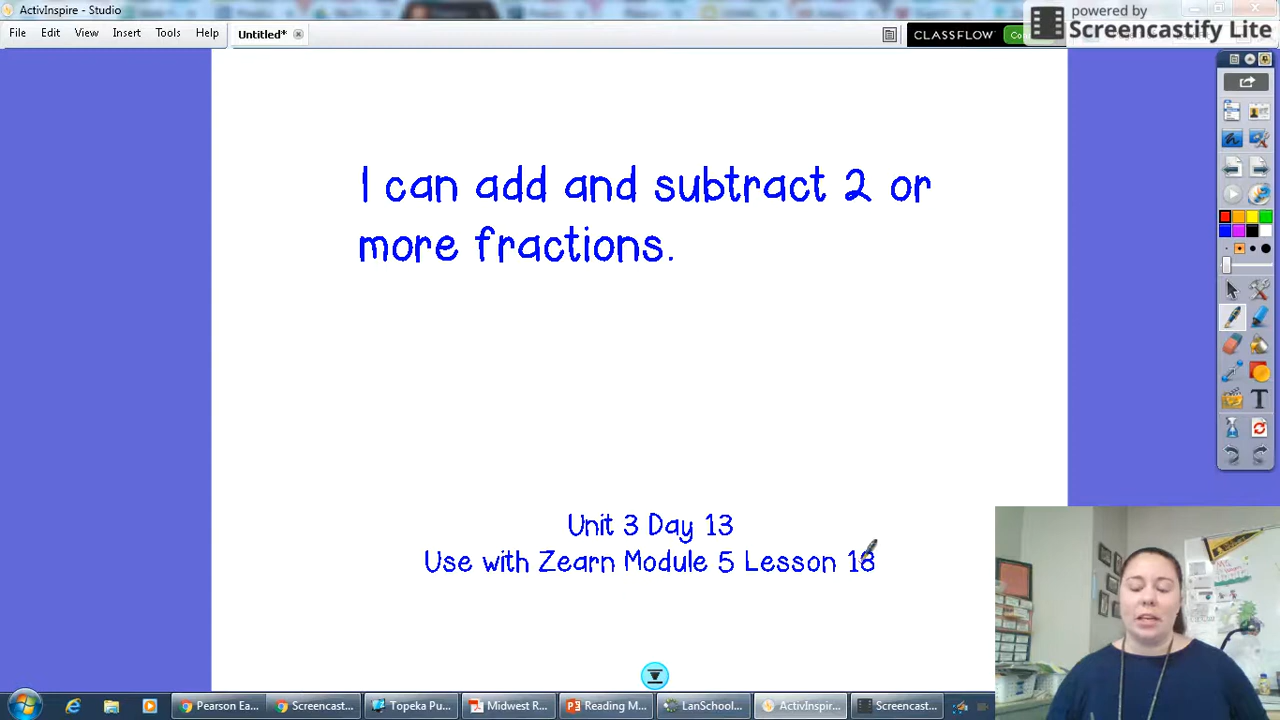 ActivInspire - Studio
powered by
Screencastify Lite
File Edit View Insert Tools Help Untitled*
CLASSFLOW
I can add and subtract 2 or
more fractions.
Unit 3 Day 13
Use with Zearn Module 5 Lesson 18
Pearson Ea... Screencast... Topeka Pu... Midwest R... Reading M... LanSchool... ActivInspir... Screencast...